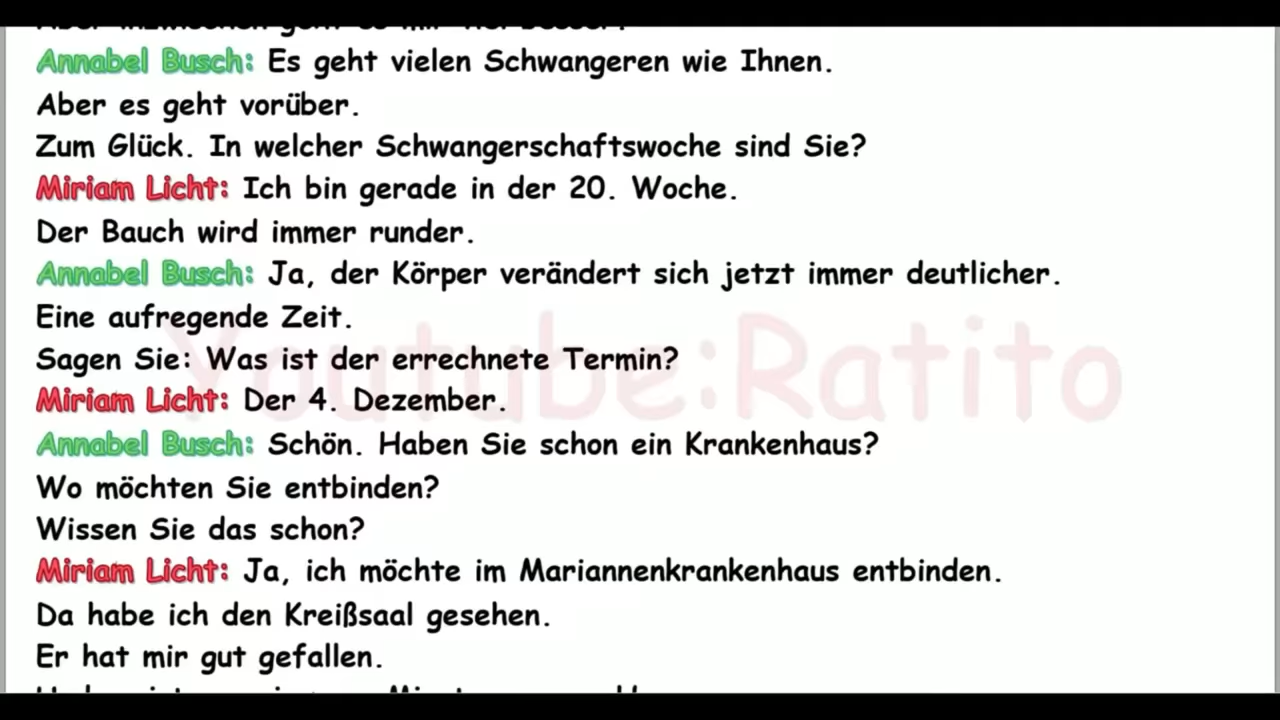 Annabel Busch: Es geht vielen Schwangeren wie Ihnen.
Aber es geht vorüber.
Zum Glück. In welcher Schwangerschaftswoche sind Sie?
Miriam Licht: Ich bin gerade in der 20. Woche.
Der Bauch wird immer runder.
Annabel Busch: Ja, der Körper verändert sich jetzt immer deutlicher.
Eine aufregende Zeit.
Youtube:Ratito
Sagen Sie: Was ist der errechnete Termin?
Miriam Licht: Der 4. Dezember.
Annabel Busch: Schön. Haben Sie schon ein Krankenhaus?
Wo möchten Sie entbinden?
Wissen Sie das schon?
Miriam Licht: Ja, ich möchte im Mariannenkrankenhaus entbinden.
Da habe ich den Kreißsaal gesehen.
Er hat mir gut gefallen.